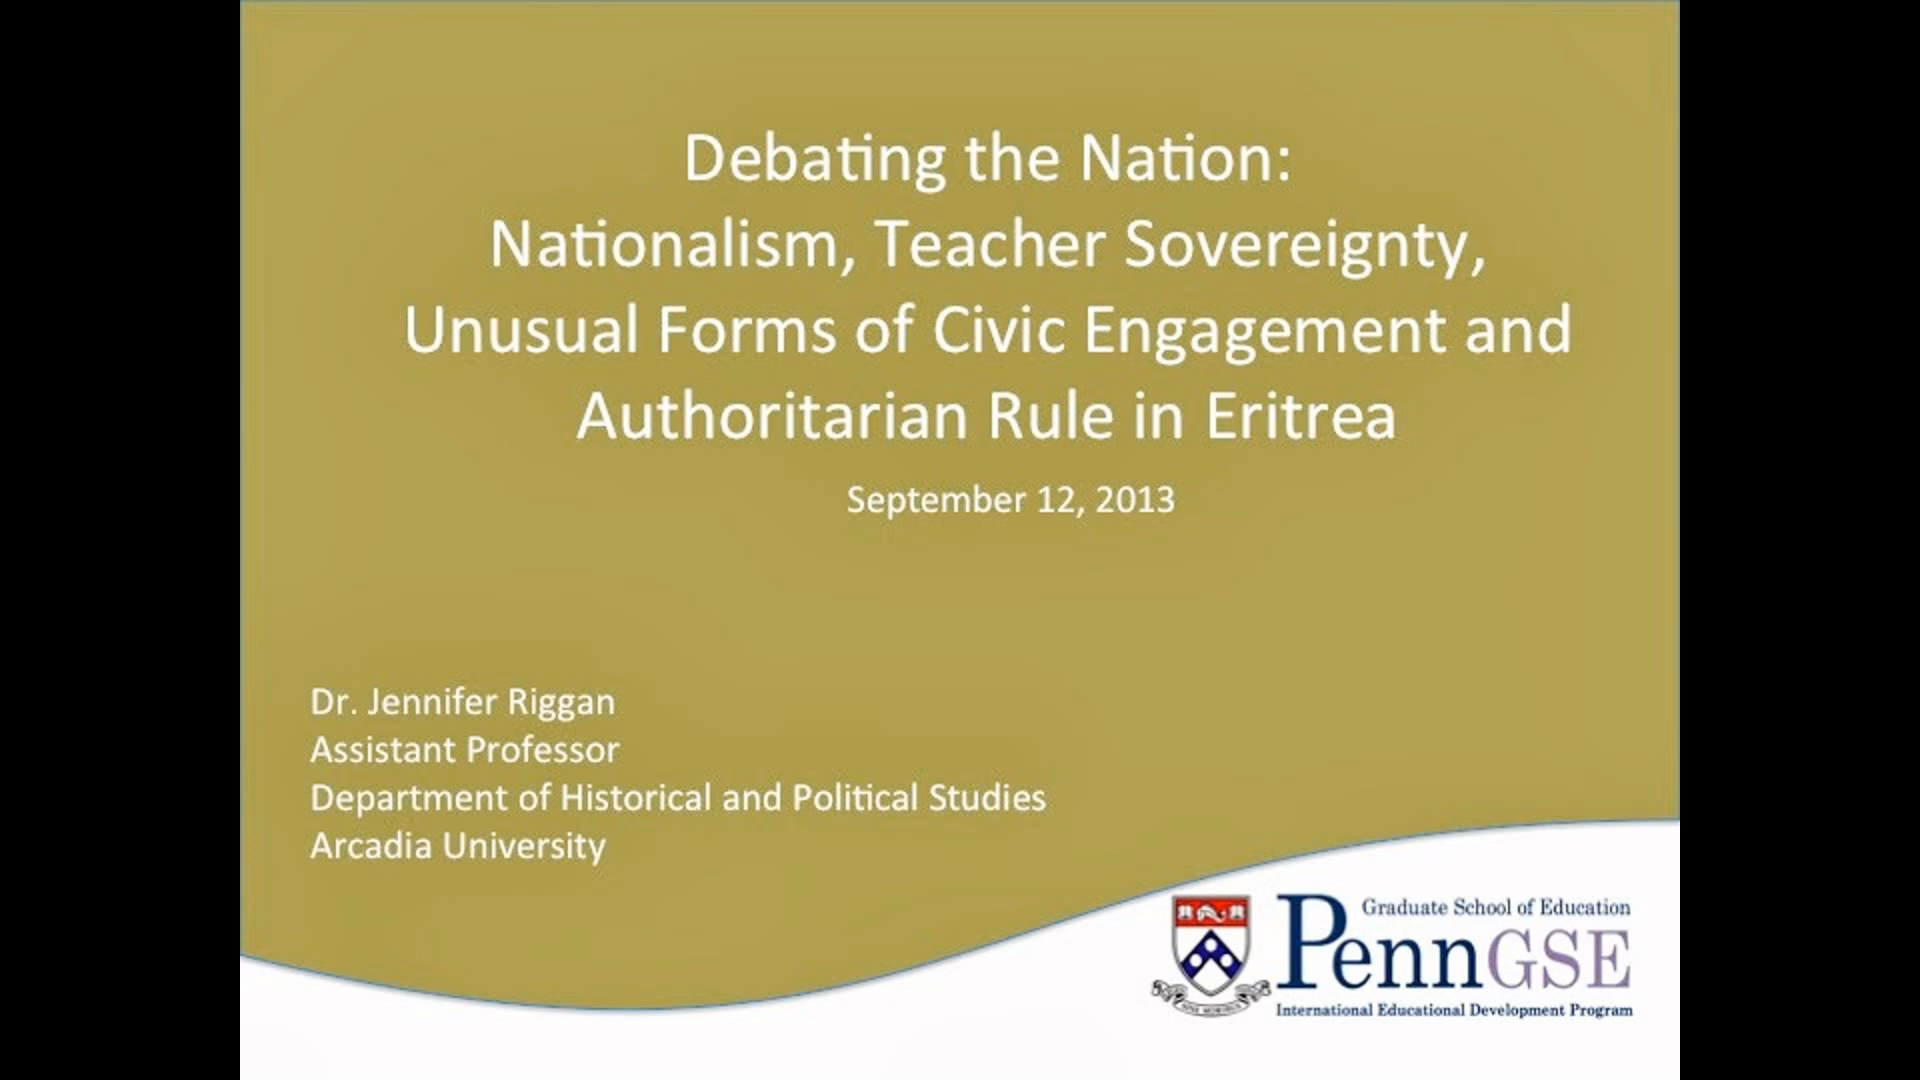 Debating the Nation:
Nationalism, Teacher Sovereignty,
Unusual Forms of Civic Engagement and
Authoritarian Rule in Eritrea
September 12, 2013
Dr. Jennifer Riggan
Assistant Professor
Department of Historical and Political Studies
Arcadia University
Graduate School of Education
PennGSE
International Educational Development Program